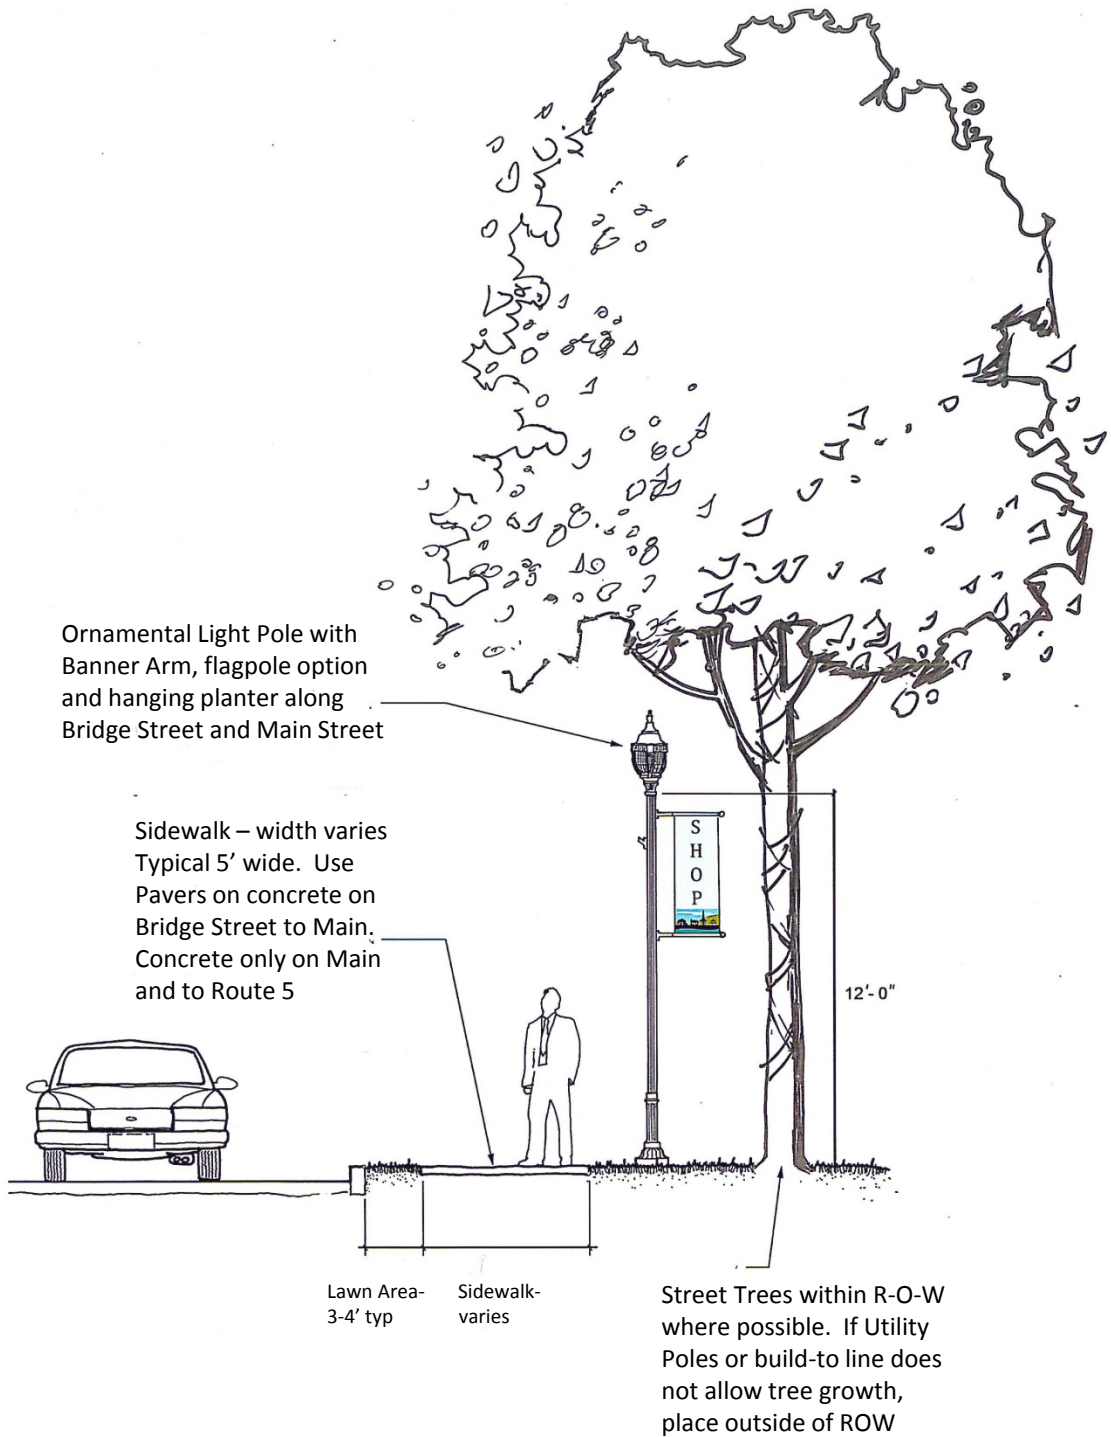 Ornamental Light Pole with
Banner Arm, flagpole option
and hanging planter along
Bridge Street and Main Street
Sidewalk – width varies
Typical 5’ wide.  Use
Pavers on concrete on
Bridge Street to Main.
Concrete only on Main
and to Route 5
S
H
O
P
12'-0"
Lawn Area-
3-4’ typ
Sidewalk-
varies
Street Trees within R-O-W
where possible.  If Utility
Poles or build-to line does
not allow tree growth,
place outside of ROW